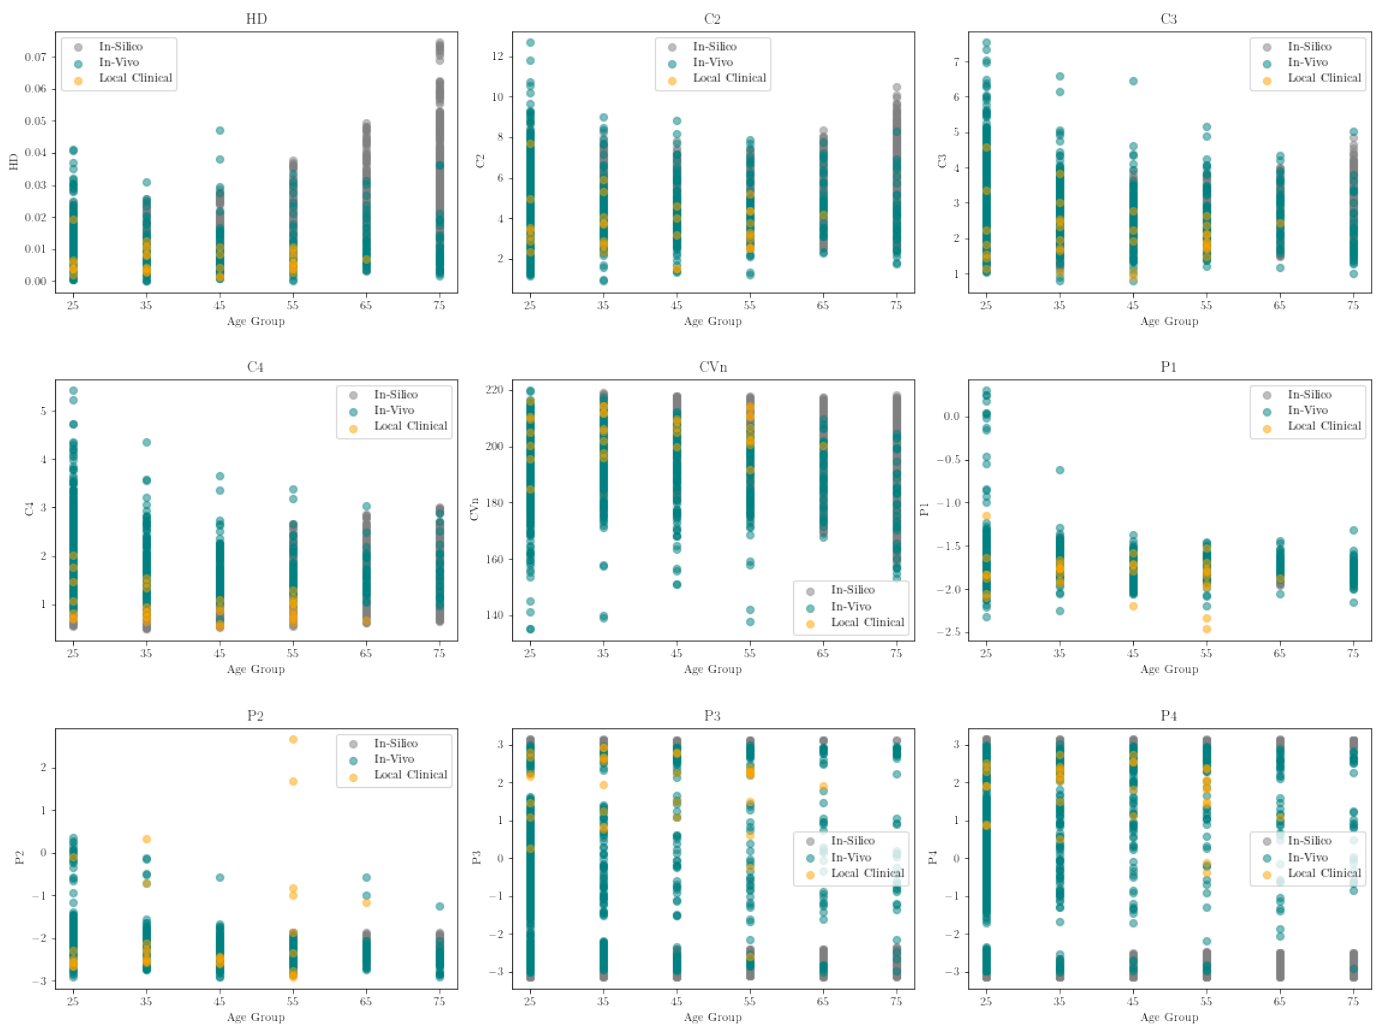 HD
In-Silico
In-Vivo
Local Clinical
HD
0.07
0.06
0.05
0.04
0.03
0.02
0.01
0.00
25 35 45 55 65 75
Age Group
C2
In-Silico
In-Vivo
Local Clinical
C2
12
10
8
6
4
2
25 35 45 55 65 75
Age Group
C3
In-Silico
In-Vivo
Local Clinical
C3
7
6
5
4
3
2
1
25 35 45 55 65 75
Age Group
C4
In-Silico
In-Vivo
Local Clinical
C4
5
4
3
2
1
25 35 45 55 65 75
Age Group
CVn
CVn
220
200
180
160
140
In-Silico
In-Vivo
Local Clinical
25 35 45 55 65 75
Age Group
P1
In-Silico
In-Vivo
Local Clinical
P1
0.0
−0.5
−1.0
−1.5
−2.0
−2.5
25 35 45 55 65 75
Age Group
P2
In-Silico
In-Vivo
Local Clinical
P2
2
1
0
−1
−2
−3
25 35 45 55 65 75
Age Group
P3
P3
3
2
1
0
−1
−2
−3
In-Silico
In-Vivo
Local Clinical
25 35 45 55 65 75
Age Group
P4
P4
3
2
1
0
−1
−2
−3
In-Silico
In-Vivo
Local Clinical
25 35 45 55 65 75
Age Group